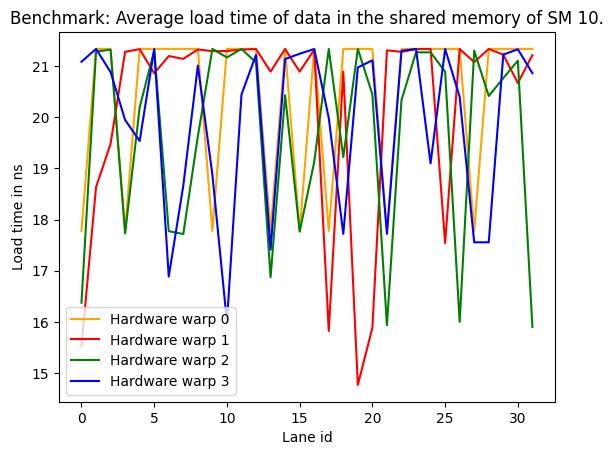 Benchmark: Average load time of data in the shared memory of SM 10.
Load time in ns
21
20
19
18
17
16
15
Hardware warp 0
Hardware warp 1
Hardware warp 2
Hardware warp 3
0
5
10
15
20
25
30
Lane id